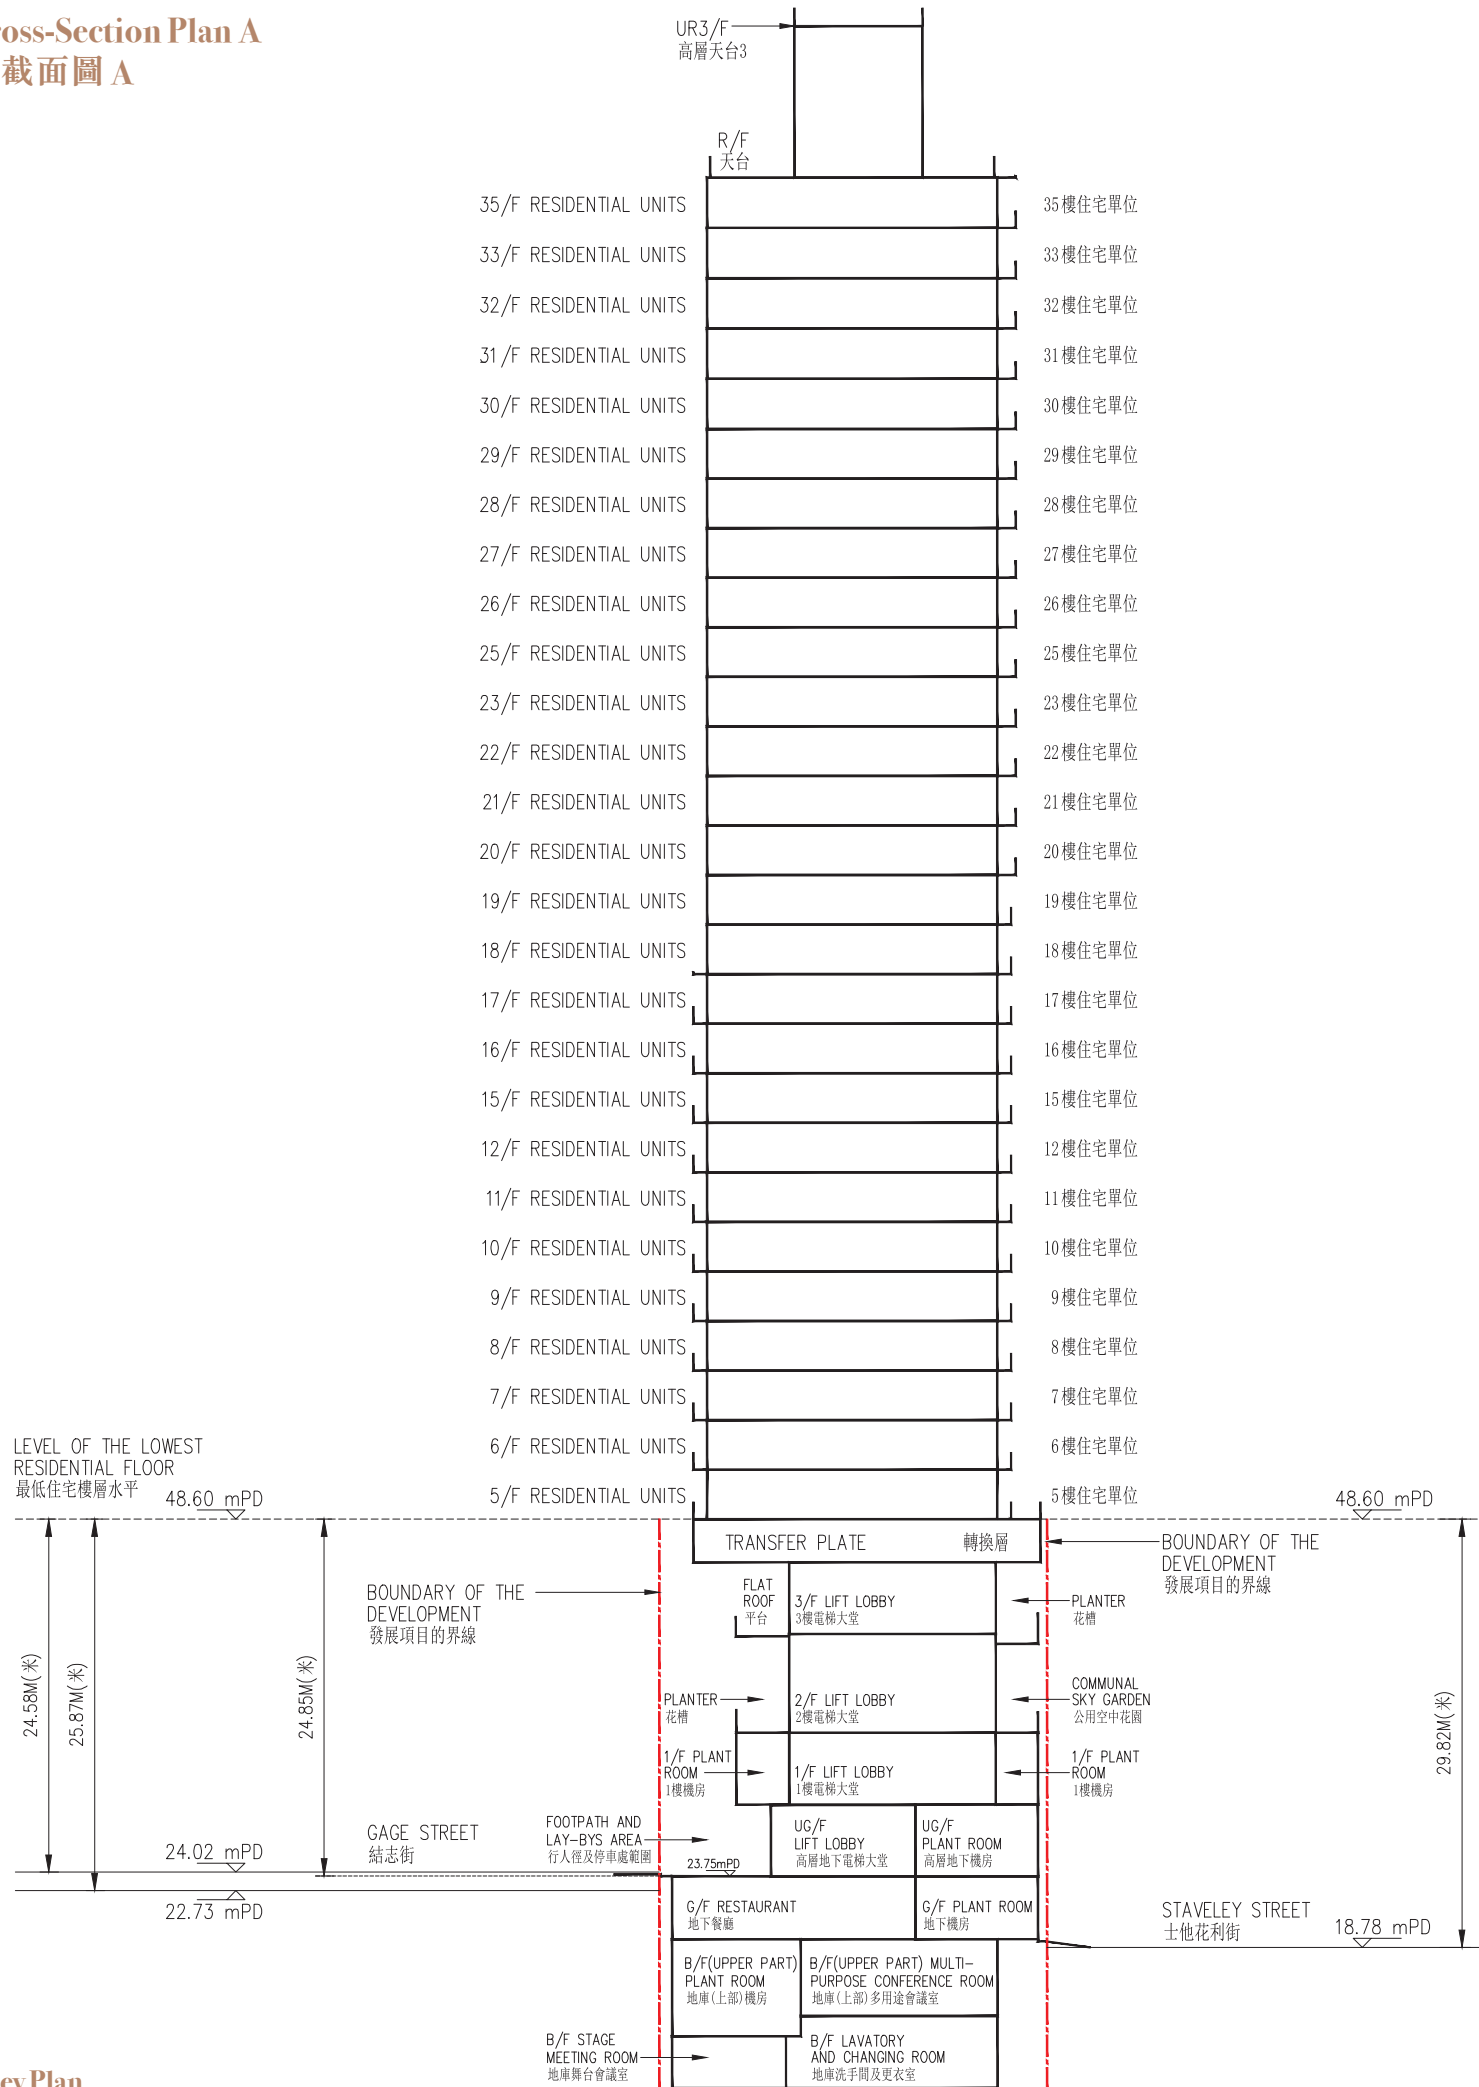 ross-Section Plan A
截面圖 A
UR3/F
高層天台3
R/F
天台
35/F RESIDENTIAL UNITS 35樓住宅單位
33/F RESIDENTIAL UNITS 33樓住宅單位
32/F RESIDENTIAL UNITS 32樓住宅單位
31/F RESIDENTIAL UNITS 31樓住宅單位
30/F RESIDENTIAL UNITS 30樓住宅單位
29/F RESIDENTIAL UNITS 29樓住宅單位
28/F RESIDENTIAL UNITS 28樓住宅單位
27/F RESIDENTIAL UNITS 27樓住宅單位
26/F RESIDENTIAL UNITS 26樓住宅單位
25/F RESIDENTIAL UNITS 25樓住宅單位
23/F RESIDENTIAL UNITS 23樓住宅單位
22/F RESIDENTIAL UNITS 22樓住宅單位
21/F RESIDENTIAL UNITS 21樓住宅單位
20/F RESIDENTIAL UNITS 20樓住宅單位
19/F RESIDENTIAL UNITS 19樓住宅單位
18/F RESIDENTIAL UNITS 18樓住宅單位
17/F RESIDENTIAL UNITS 17樓住宅單位
16/F RESIDENTIAL UNITS 16樓住宅單位
15/F RESIDENTIAL UNITS 15樓住宅單位
12/F RESIDENTIAL UNITS 12樓住宅單位
11/F RESIDENTIAL UNITS 11樓住宅單位
10/F RESIDENTIAL UNITS 10樓住宅單位
9/F RESIDENTIAL UNITS 9樓住宅單位
8/F RESIDENTIAL UNITS 8樓住宅單位
7/F RESIDENTIAL UNITS 7樓住宅單位
6/F RESIDENTIAL UNITS 6樓住宅單位
5/F RESIDENTIAL UNITS 5樓住宅單位
LEVEL OF THE LOWEST
RESIDENTIAL FLOOR
最低住宅樓層水平
48.60 mPD
48.60 mPD
TRANSFER PLATE 轉換層
BOUNDARY OF THE
DEVELOPMENT
發展項目的界線
BOUNDARY OF THE
DEVELOPMENT
發展項目的界線
FLAT
ROOF
平台
3/F LIFT LOBBY
3樓電梯大堂
PLANTER
花槽
24.58M(米)
25.87M(米)
24.85M(米)
29.82M(米)
PLANTER
花槽
2/F LIFT LOBBY
2樓電梯大堂
COMMUNAL
SKY GARDEN
公用空中花園
1/F PLANT
ROOM
1樓機房
1/F LIFT LOBBY
1樓電梯大堂
1/F PLANT
ROOM
1樓機房
GAGE STREET
結志街
FOOTPATH AND
LAY-BYS AREA
行人徑及停車處範圍
UG/F
LIFT LOBBY
高層地下電梯大堂
UG/F
PLANT ROOM
高層地下機房
24.02 mPD
23.75mPD
22.73 mPD
G/F RESTAURANT
地下餐廳
G/F PLANT ROOM
地下機房
STAVELEY STREET
士他花利街
18.78 mPD
B/F(UPPER PART)
PLANT ROOM
地庫(上部)機房
B/F(UPPER PART) MULTI-
PURPOSE CONFERENCE ROOM
地庫(上部)多用途會議室
B/F STAGE
MEETING ROOM
地庫舞台會議室
B/F LAVATORY
AND CHANGING ROOM
地庫洗手間及更衣室
ey Plan